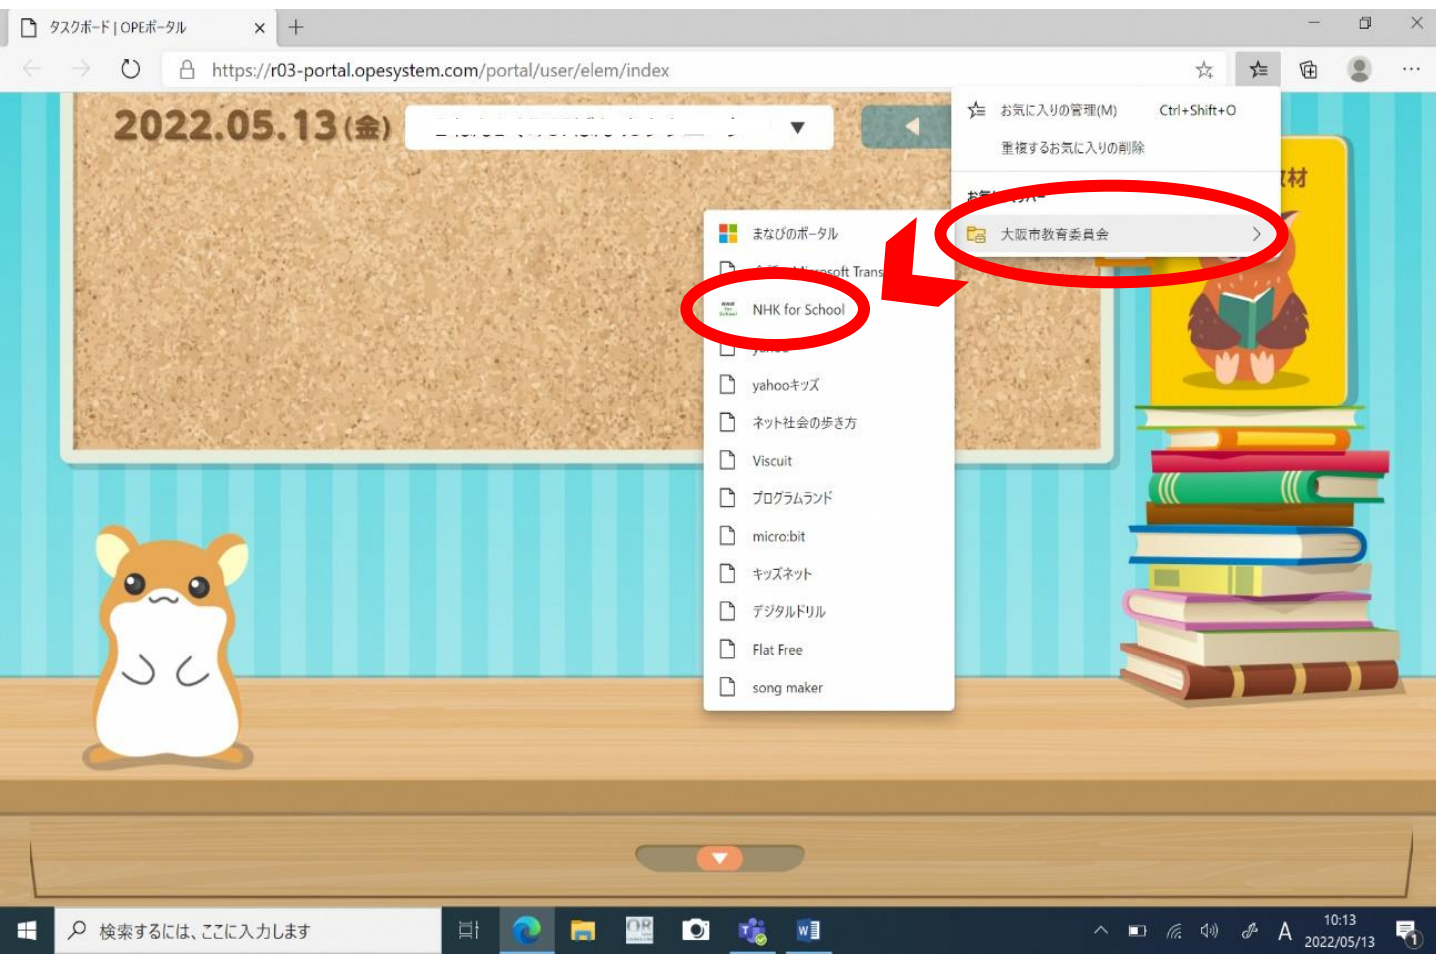 タスクボード | OPEポータル
https://r03-portal.opesystem.com/portal/user/elem/index
2022.05.13(金)
お気に入りの管理(M) Ctrl+Shift+O
重複するお気に入りの削除
材
大阪市教育委員会
まなびのポータル
Microsoft Trans
NHK for School
yahooキッズ
ネット社会の歩き方
Viscuit
プログラムランド
micro:bit
キッズネット
デジタルドリル
Flat Free
song maker
検索するには、ここに入力します
A
10:13
2022/05/13
1